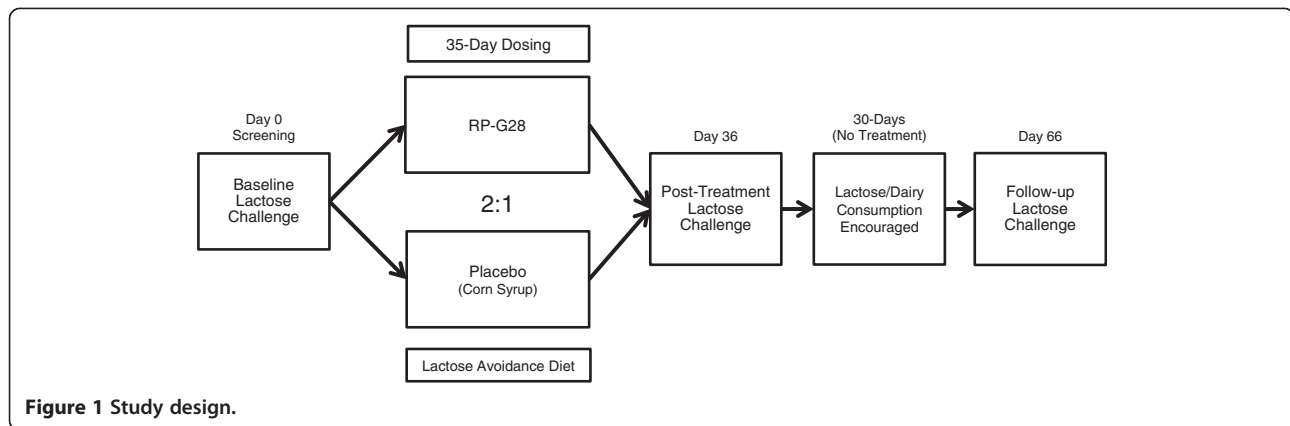 35-Day Dosing
Day 0
Screening
Baseline
Lactose
Challenge
RP-G28
2:1
Placebo
(Corn Syrup)
Lactose Avoidance Diet
Day 36
Post-Treatment
Lactose
Challenge
30-Days
(No Treatment)
Lactose/Dairy
Consumption
Encouraged
Day 66
Follow-up
Lactose
Challenge
Figure 1 Study design.